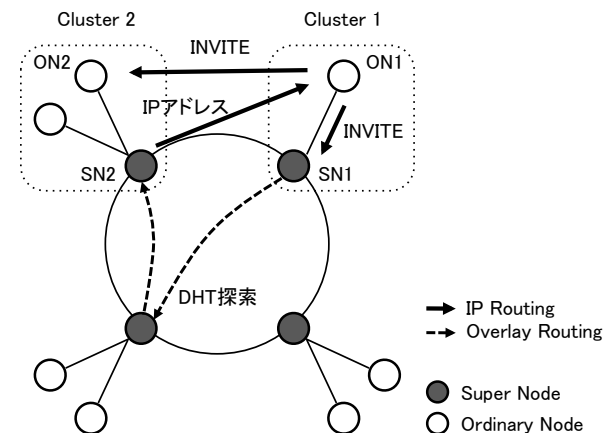 Cluster 2
Cluster 1
INVITE
ON2
ON1
IPアドレス
INVITE
SN2
SN1
DHT探索
IP Routing
Overlay Routing
Super Node
Ordinary Node